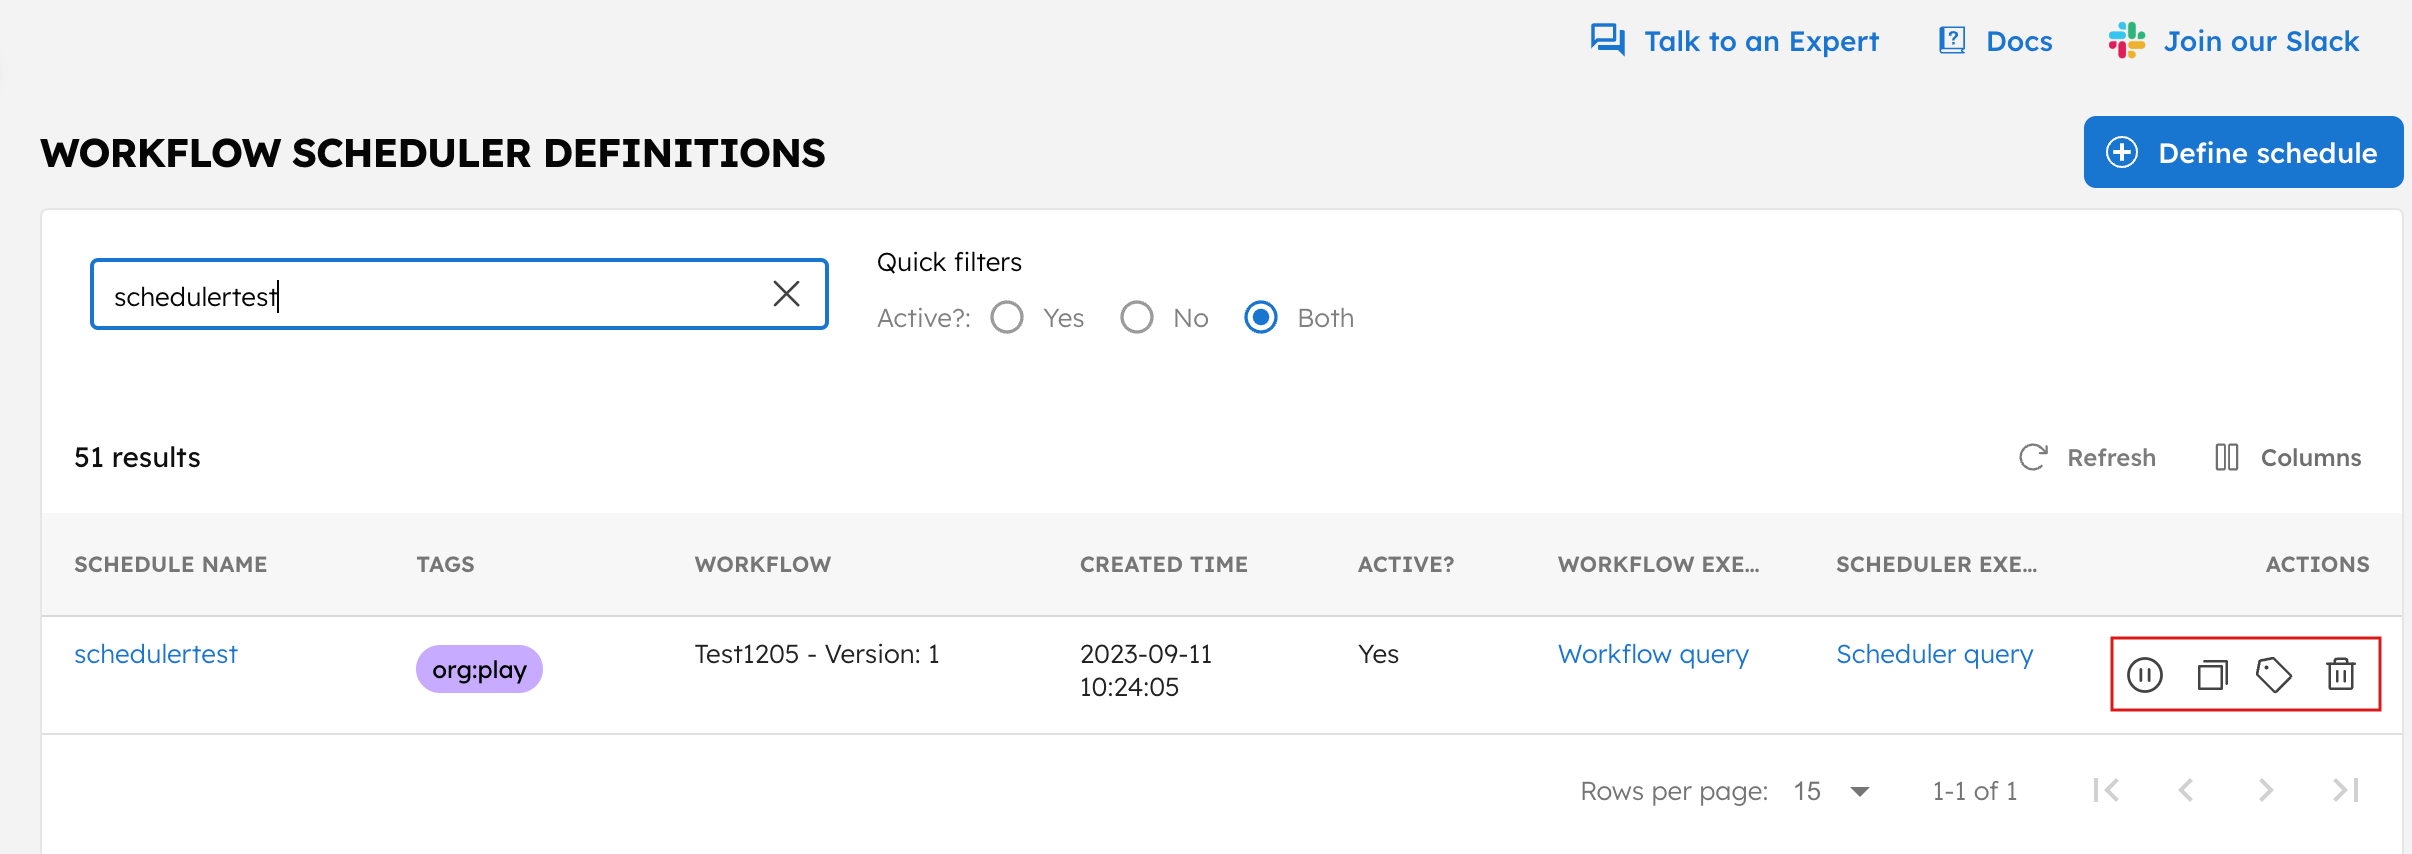 Talk to an Expert Docs Join our Slack
WORKFLOW SCHEDULER DEFINITIONS
Define schedule
schedulertest
Quick filters
Active?: Yes No Both
51 results
Refresh Columns
SCHEDULE NAME TAGS WORKFLOW CREATED TIME ACTIVE? WORKFLOW EXE... SCHEDULER EXE... ACTIONS
schedulertest org:play Test1205 - Version: 1 2023-09-11 Yes Workflow query Scheduler query
10:24:05
Rows per page: 15 1-1 of 1